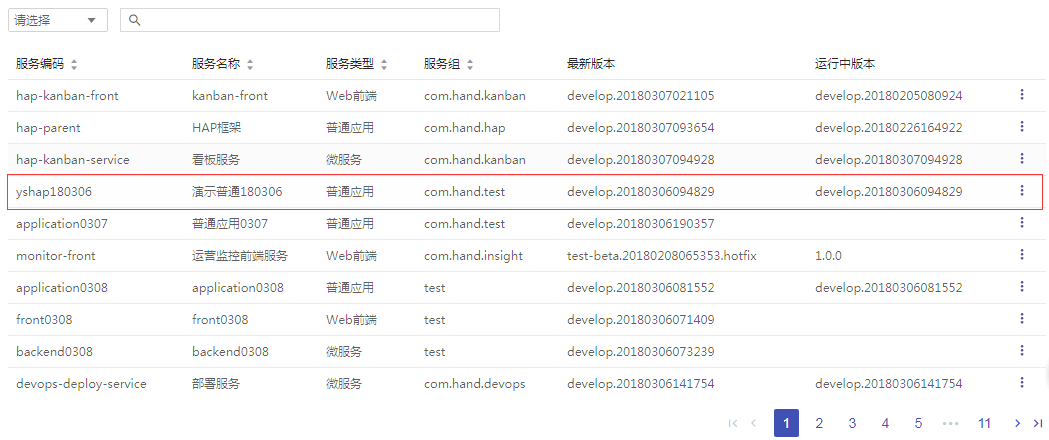 请选择
服务编码 服务名称 服务类型 服务组 最新版本 运行中版本
hap-kanban-front kanban-front Web前端 com.hand.kanban develop.20180307021105 develop.20180205080924
hap-parent HAP框架 普通应用 com.hand.hap develop.20180307093654 develop.20180226164922
hap-kanban-service 看板服务 微服务 com.hand.kanban develop.20180307094928 develop.20180307094928
yshap180306 演示普通180306 普通应用 com.hand.test develop.20180306094829 develop.20180306094829
application0307 普通应用0307 普通应用 com.hand.test develop.20180306190357
monitor-front 运营监控前端服务 Web前端 com.hand.insight test-beta.20180208065353.hotfix 1.0.0
application0308 application0308 普通应用 test develop.20180306081552 develop.20180306081552
front0308 front0308 Web前端 test develop.20180306071409
backend0308 backend0308 微服务 test develop.20180306073239
devops-deploy-service 部署服务 微服务 com.hand.devops develop.20180306141754 develop.20180306141754
1 2 3 4 5 ••• 11